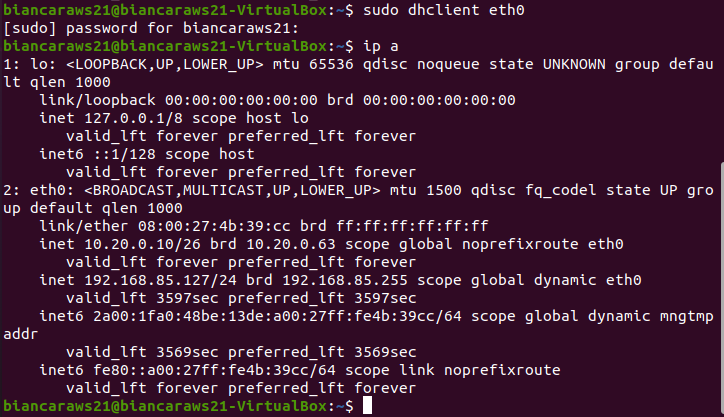 biancaraws21@biancaraws21-VirtualBox:~$ sudo dhclient eth0
[sudo] password for biancaraws21:
biancaraws21@biancaraws21-VirtualBox:~$ ip a
1: lo: <LOOPBACK,UP,LOWER_UP> mtu 65536 qdisc noqueue state UNKNOWN group defau
lt qlen 1000
    link/loopback 00:00:00:00:00:00 brd 00:00:00:00:00:00
    inet 127.0.0.1/8 scope host lo
       valid_lft forever preferred_lft forever
    inet6 ::1/128 scope host
       valid_lft forever preferred_lft forever
2: eth0: <BROADCAST,MULTICAST,UP,LOWER_UP> mtu 1500 qdisc fq_codel state UP gro
up default qlen 1000
    link/ether 08:00:27:4b:39:cc brd ff:ff:ff:ff:ff:ff
    inet 10.20.0.10/26 brd 10.20.0.63 scope global noprefixroute eth0
       valid_lft forever preferred_lft forever
    inet 192.168.85.127/24 brd 192.168.85.255 scope global dynamic eth0
       valid_lft 3597sec preferred_lft 3597sec
    inet6 2a00:1fa0:48be:13de:a00:27ff:fe4b:39cc/64 scope global dynamic mngtmp
addr
       valid_lft 3569sec preferred_lft 3569sec
    inet6 fe80::a00:27ff:fe4b:39cc/64 scope link noprefixroute
       valid_lft forever preferred_lft forever
biancaraws21@biancaraws21-VirtualBox:~$